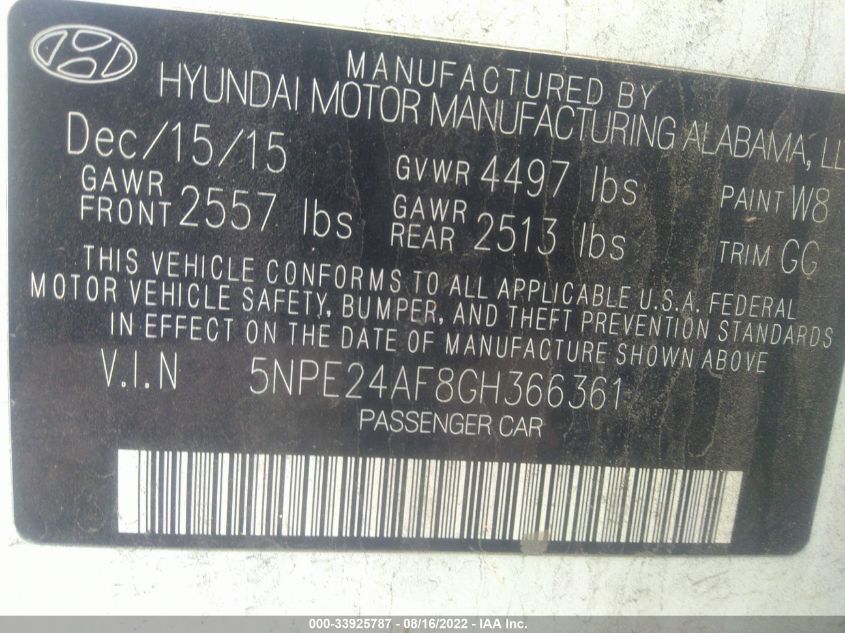 MANUFACTURED BY
HYUNDAI MOTOR MANUFACTURING ALABAMA, LL
Dec/15/15 GVWR 4497 lbs PAINT W8
GAWR FRONT 2557 lbs GAWR REAR 2513 lbs TRIM GG
THIS VEHICLE CONFORMS TO ALL APPLICABLE U.S.A. FEDERAL
MOTOR VEHICLE SAFETY, BUMPER, AND THEFT PREVENTION STANDARDS
IN EFFECT ON THE DATE OF MANUFACTURE SHOWN ABOVE
V.I.N 5NPE24AF8GH366361
PASSENGER CAR
000-33925787 - 08/16/2022 - IAA Inc.